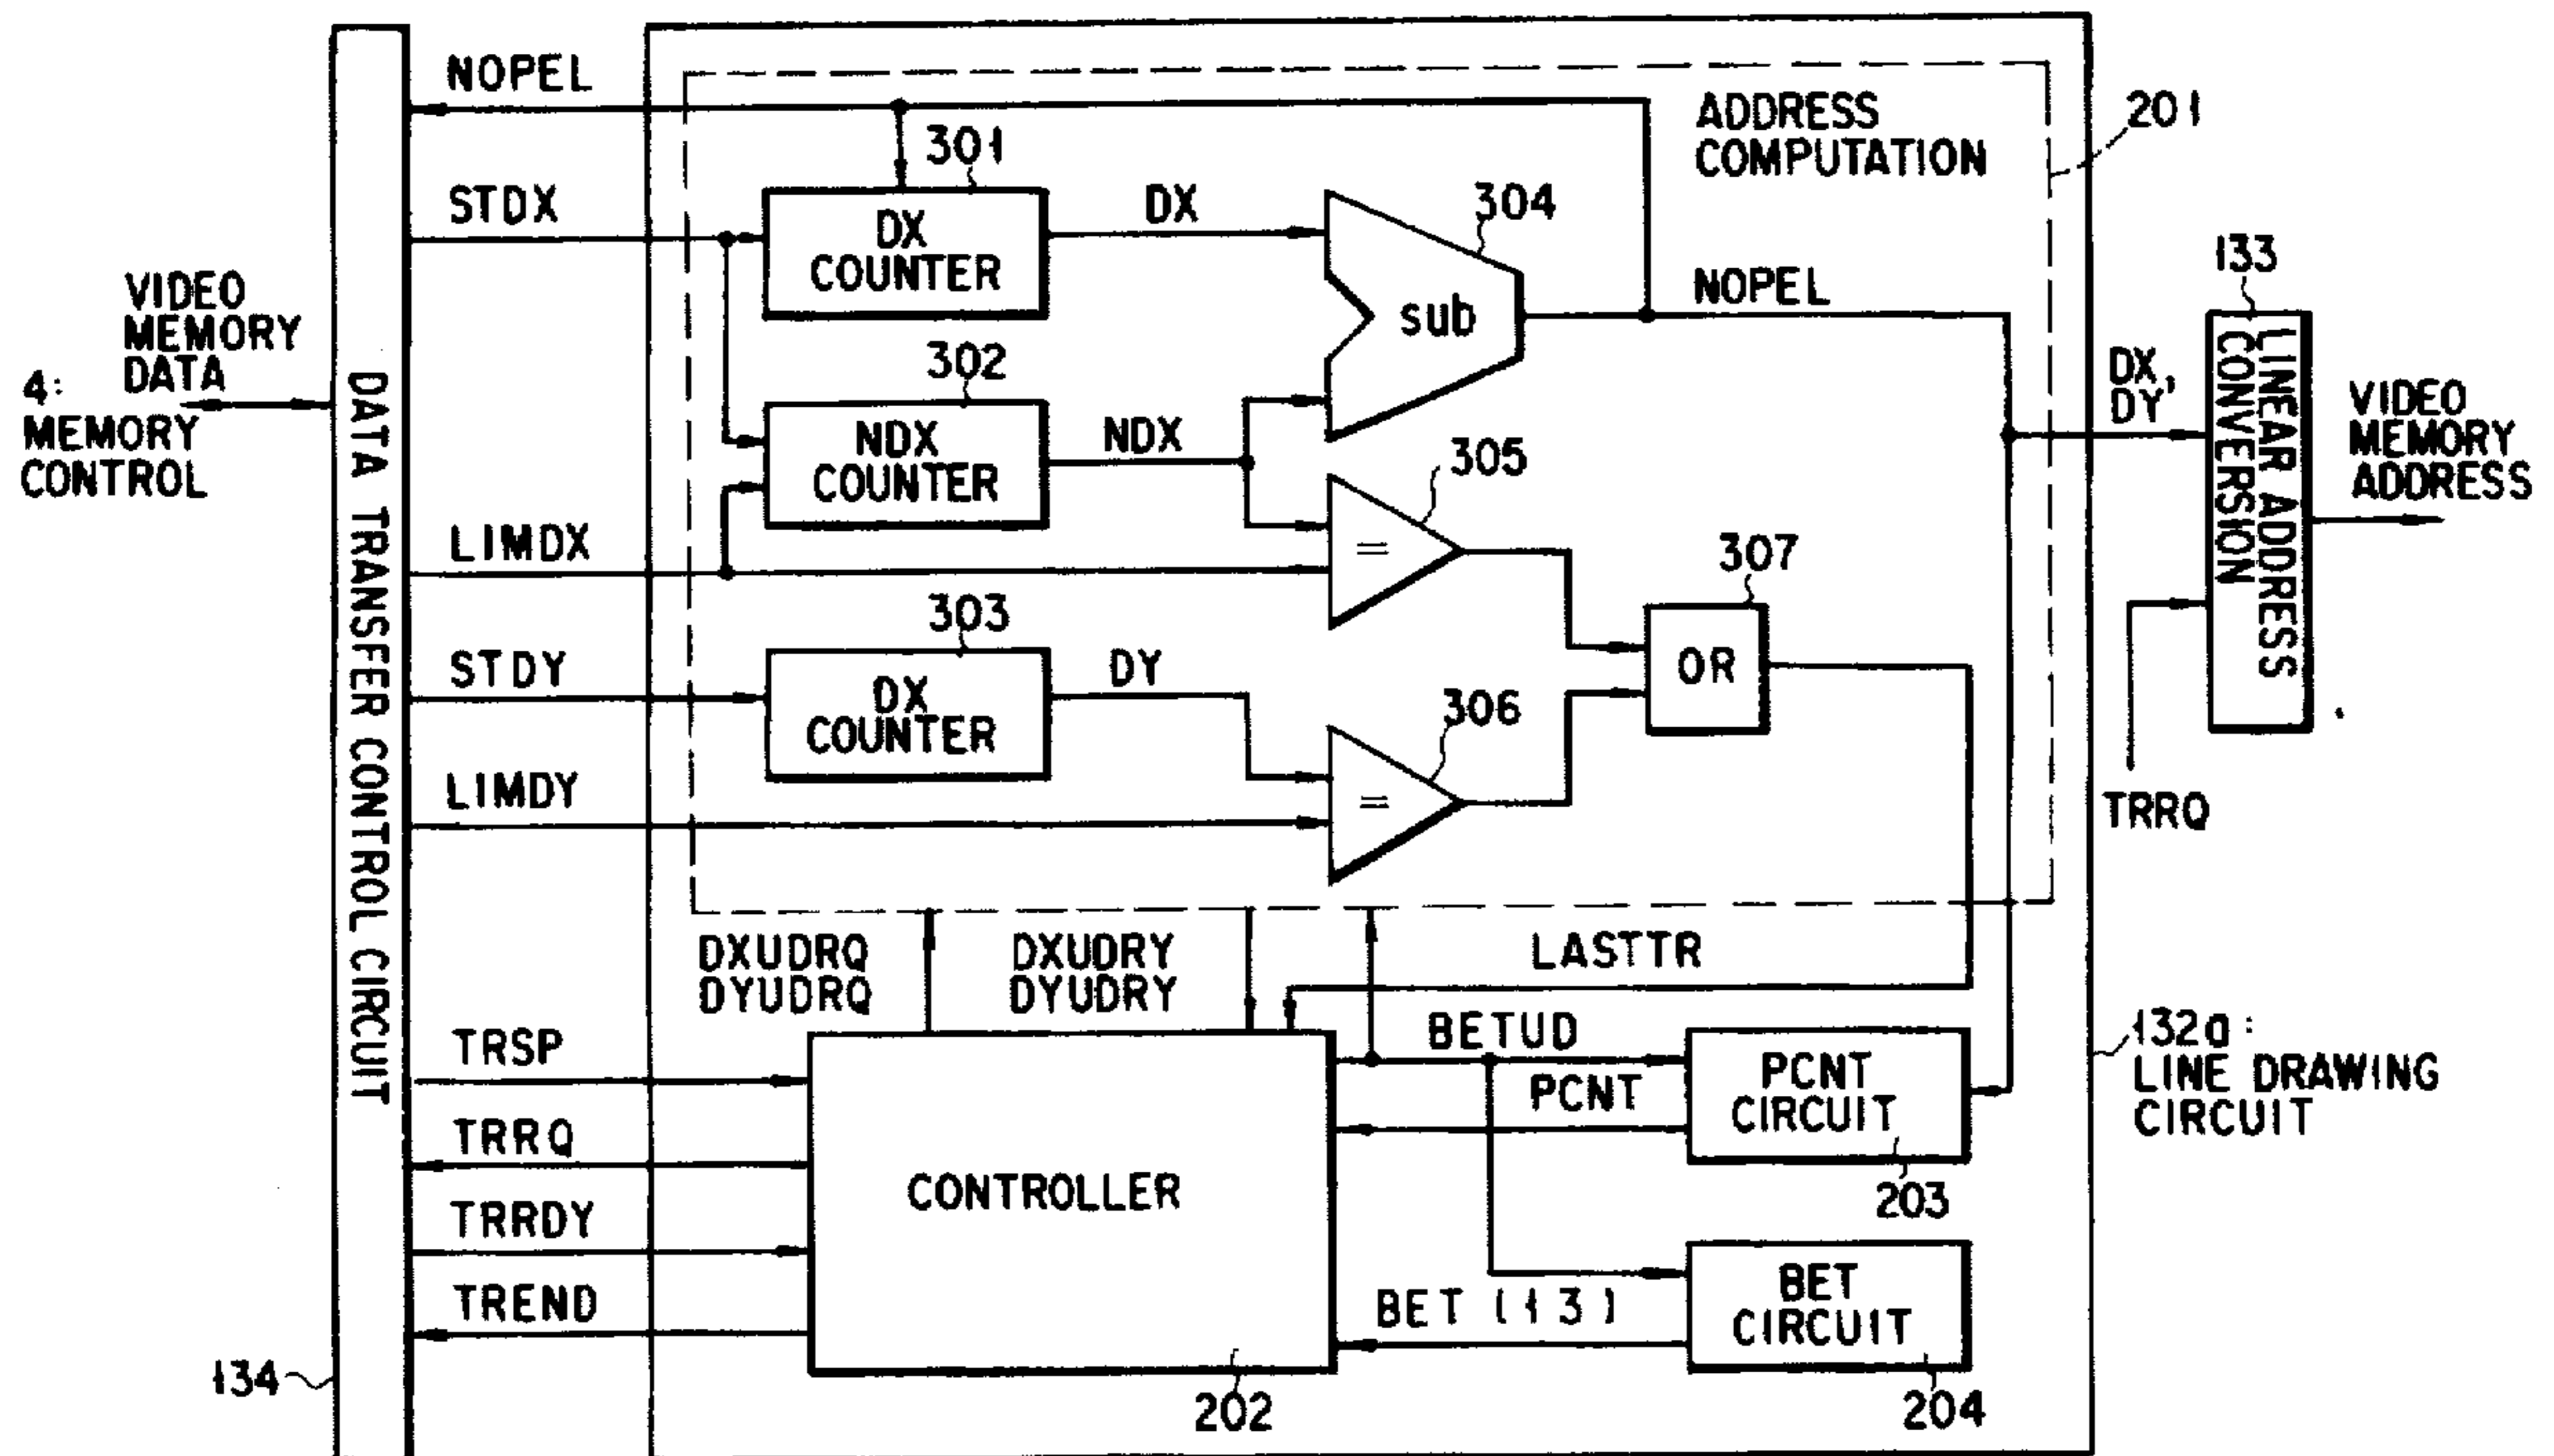 NOPEL
ADDRESS
COMPUTATION
201
301
STDX
DX
COUNTER
DX
304
sub
NOPEL
133
LINEAR ADDRESS
CONVERSION
VIDEO
MEMORY
DATA
4:
MEMORY
CONTROL
DATA TRANSFER CONTROL CIRCUIT
302
NDX
COUNTER
NDX
DX,
DY
VIDEO
MEMORY
ADDRESS
305
=
LIMDX
307
OR
303
STDY
DX
COUNTER
DY
306
=
LIMDY
TRRQ
DXUDRQ
DYUDRQ
DXUDRY
DYUDRY
LASTTR
TRSP
BETUD
PCNT
PCNT
CIRCUIT
203
132a:
LINE DRAWING
CIRCUIT
TRRQ
CONTROLLER
TRRDY
TREND
BET (13)
BET
CIRCUIT
134
202
204